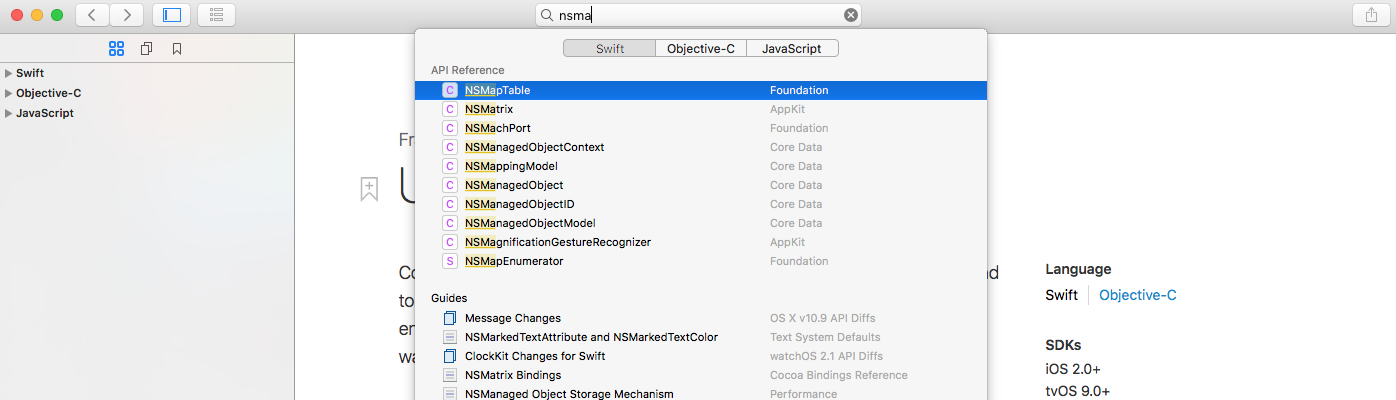 nsma
Swift Objective-C JavaScript
Swift
Objective-C
JavaScript
API Reference
C NSMapTable Foundation
C NSMatrix AppKit
C NSMachPort Foundation
C NSManagedObjectContext Core Data
C NSMappingModel Core Data
C NSManagedObject Core Data
C NSManagedObjectID Core Data
C NSManagedObjectModel Core Data
C NSMagnificationGestureRecognizer AppKit
S NSMapEnumerator Foundation
Guides
Message Changes OS X v10.9 API Diffs
NSMarkedTextAttribute and NSMarkedTextColor Text System Defaults
ClockKit Changes for Swift watchOS 2.1 API Diffs
NSMatrix Bindings Cocoa Bindings Reference
NSManaged Object Storage Mechanism Performance
to
Language
Swift Objective-C
SDKs
iOS 2.0+
tvOS 9.0+